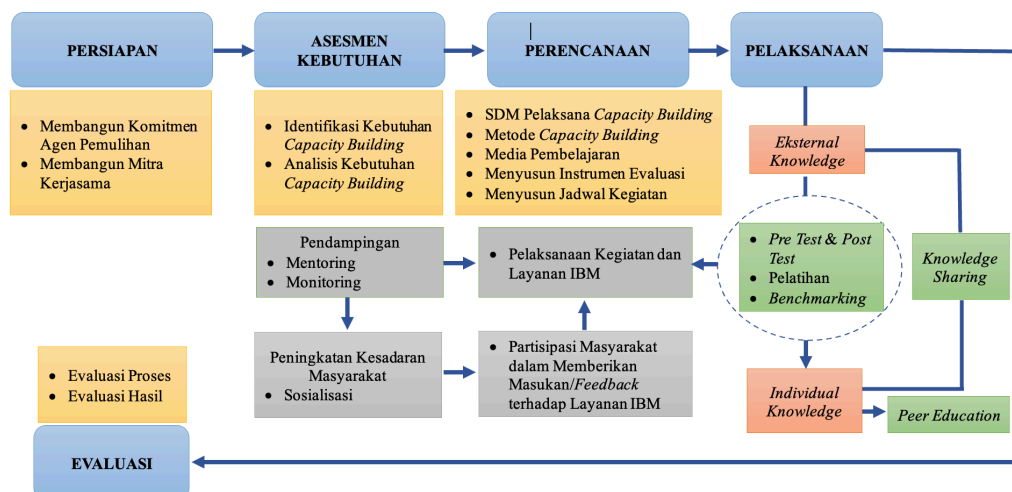 PERSIAPAN
ASESMEN
KEBUTUHAN
PERENCANAAN
PELAKSANAAN
• Membangun Komitmen
Agen Pemulihan
• Membangun Mitra
Kerjasama
• Identifikasi Kebutuhan
Capacity Building
• Analisis Kebutuhan
Capacity Building
• SDM Pelaksana Capacity Building
• Metode Capacity Building
• Media Pembelajaran
• Menyusun Instrumen Evaluasi
• Menyusun Jadwal Kegiatan
Eksternal
Knowledge
Pendampingan
• Mentoring
• Monitoring
• Pelaksanaan Kegiatan dan
Layanan IBM
• Pre Test & Post
Test
• Pelatihan
• Benchmarking
Knowledge
Sharing
Peningkatan Kesadaran
Masyarakat
• Sosialisasi
• Partisipasi Masyarakat
dalam Memberikan
Masukan/Feedback
terhadap Layanan IBM
Individual
Knowledge
Peer Education
• Evaluasi Proses
• Evaluasi Hasil
EVALUASI